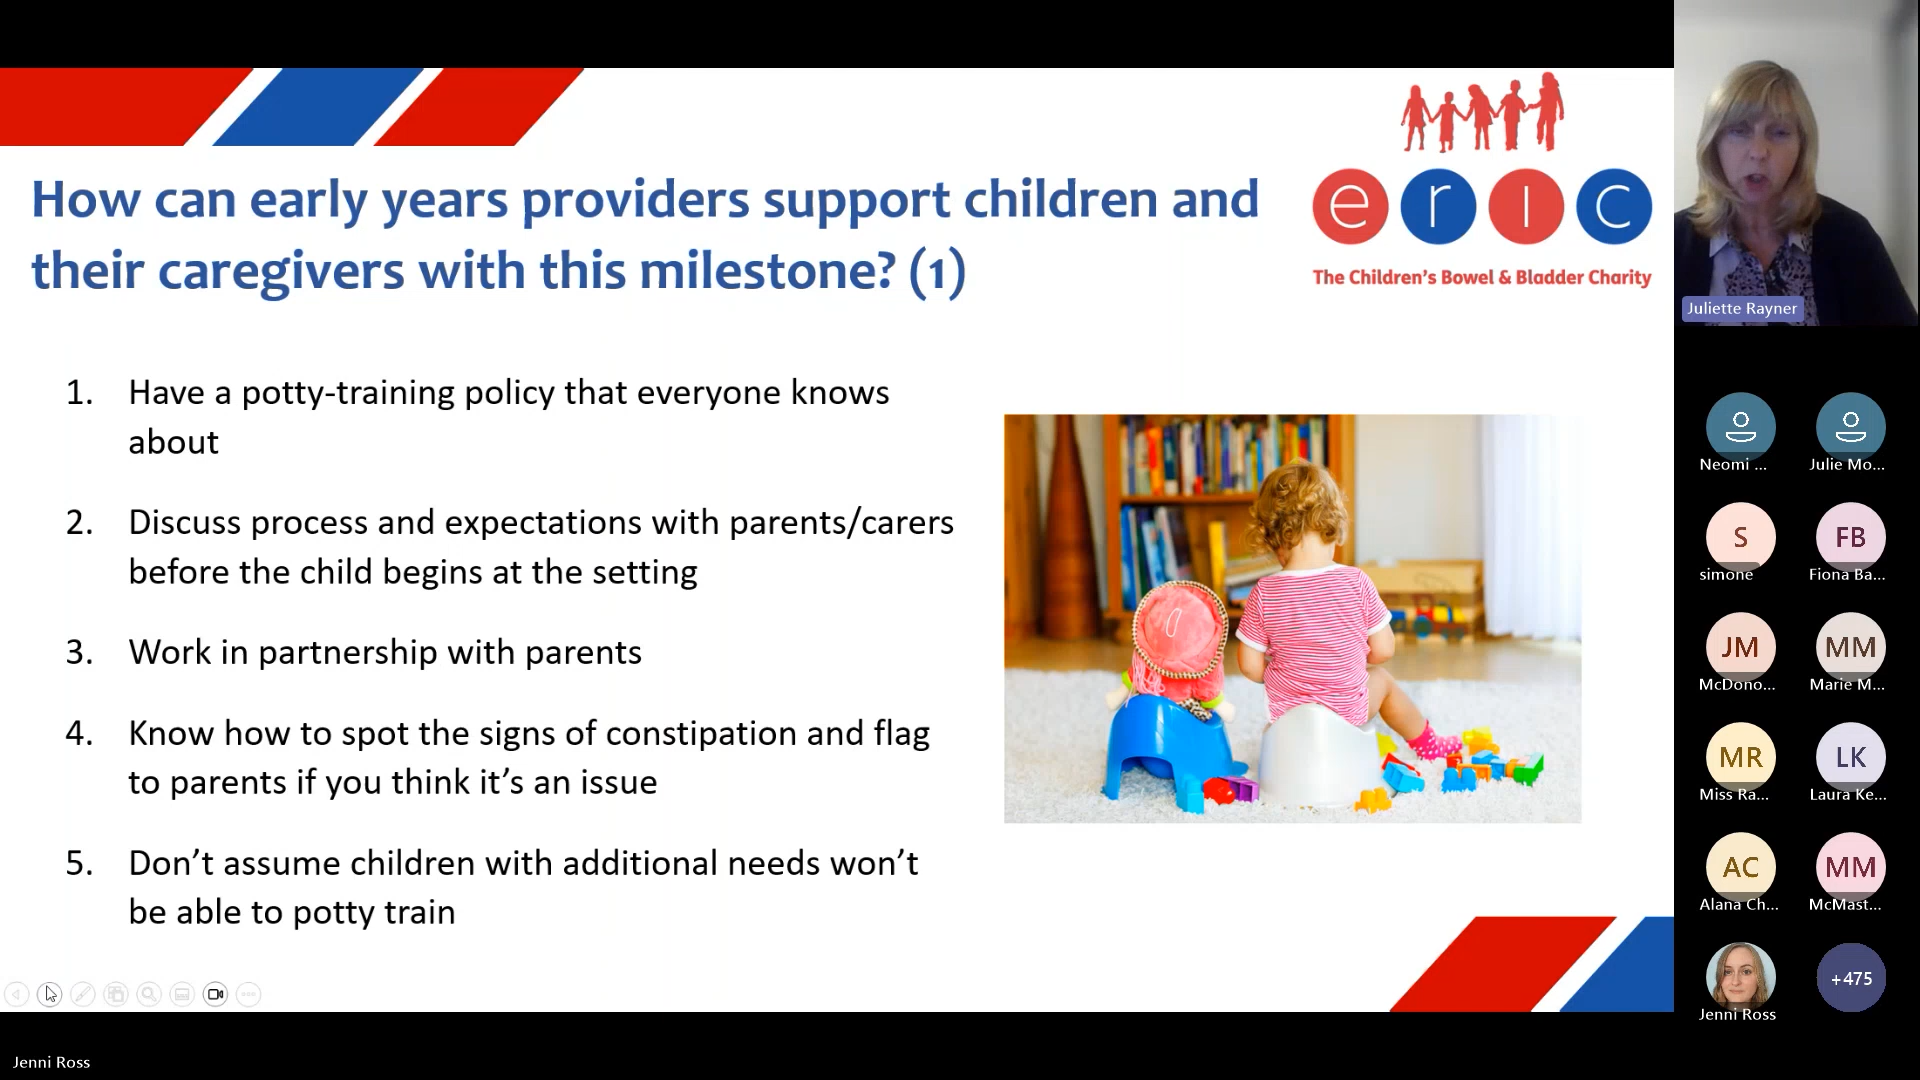 How can early years providers support children and
their caregivers with this milestone? (1)
eric
The Children's Bowel & Bladder Charity
1. Have a potty-training policy that everyone knows
about
2. Discuss process and expectations with parents/carers
before the child begins at the setting
3. Work in partnership with parents
4. Know how to spot the signs of constipation and flag
to parents if you think it's an issue
5. Don't assume children with additional needs won't
be able to potty train
Juliette Rayner
Neomi ...
Julie Mo...
S
simone
FB
Fiona Ba...
JM
McDono...
MM
Marie M...
MR
Miss Ra...
LK
Laura Ke...
AC
Alana Ch...
MM
McMast...
Jenni Ross
+475
Jenni Ross